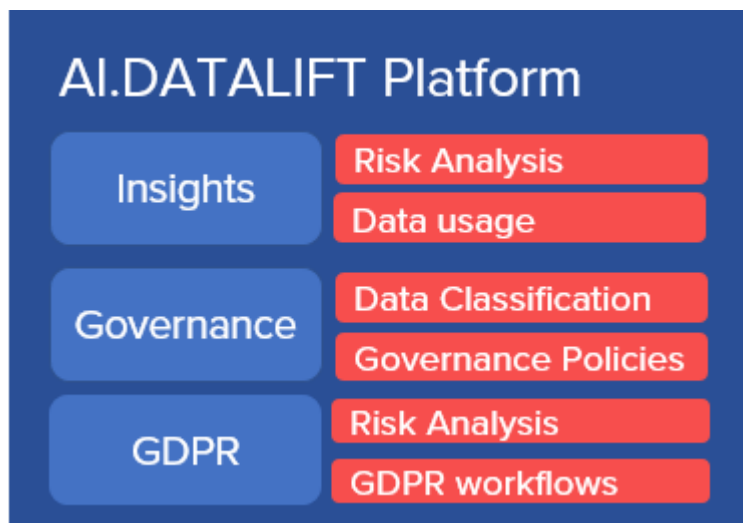 AI.DATALIFT Platform
Insights
Risk Analysis
Data usage
Governance
Data Classification
Governance Policies
GDPR
Risk Analysis
GDPR workflows